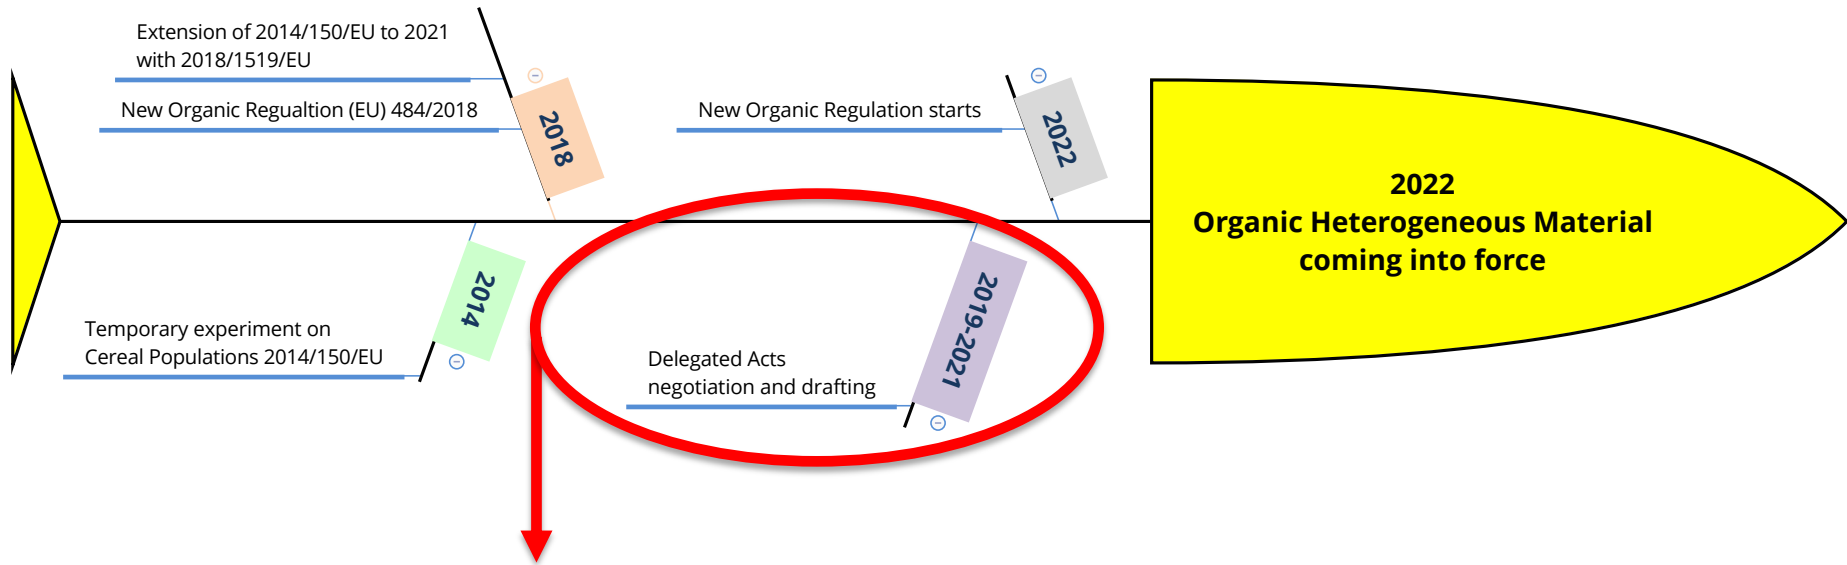 Extension of 2014/150/EU to 2021
with 2018/1519/EU
New Organic Regualtion (EU) 484/2018
2018
New Organic Regulation starts
2022
2022
Organic Heterogeneous Material
coming into force
Temporary experiment on
Cereal Populations 2014/150/EU
2014
Delegated Acts
negotiation and drafting
2019-2021